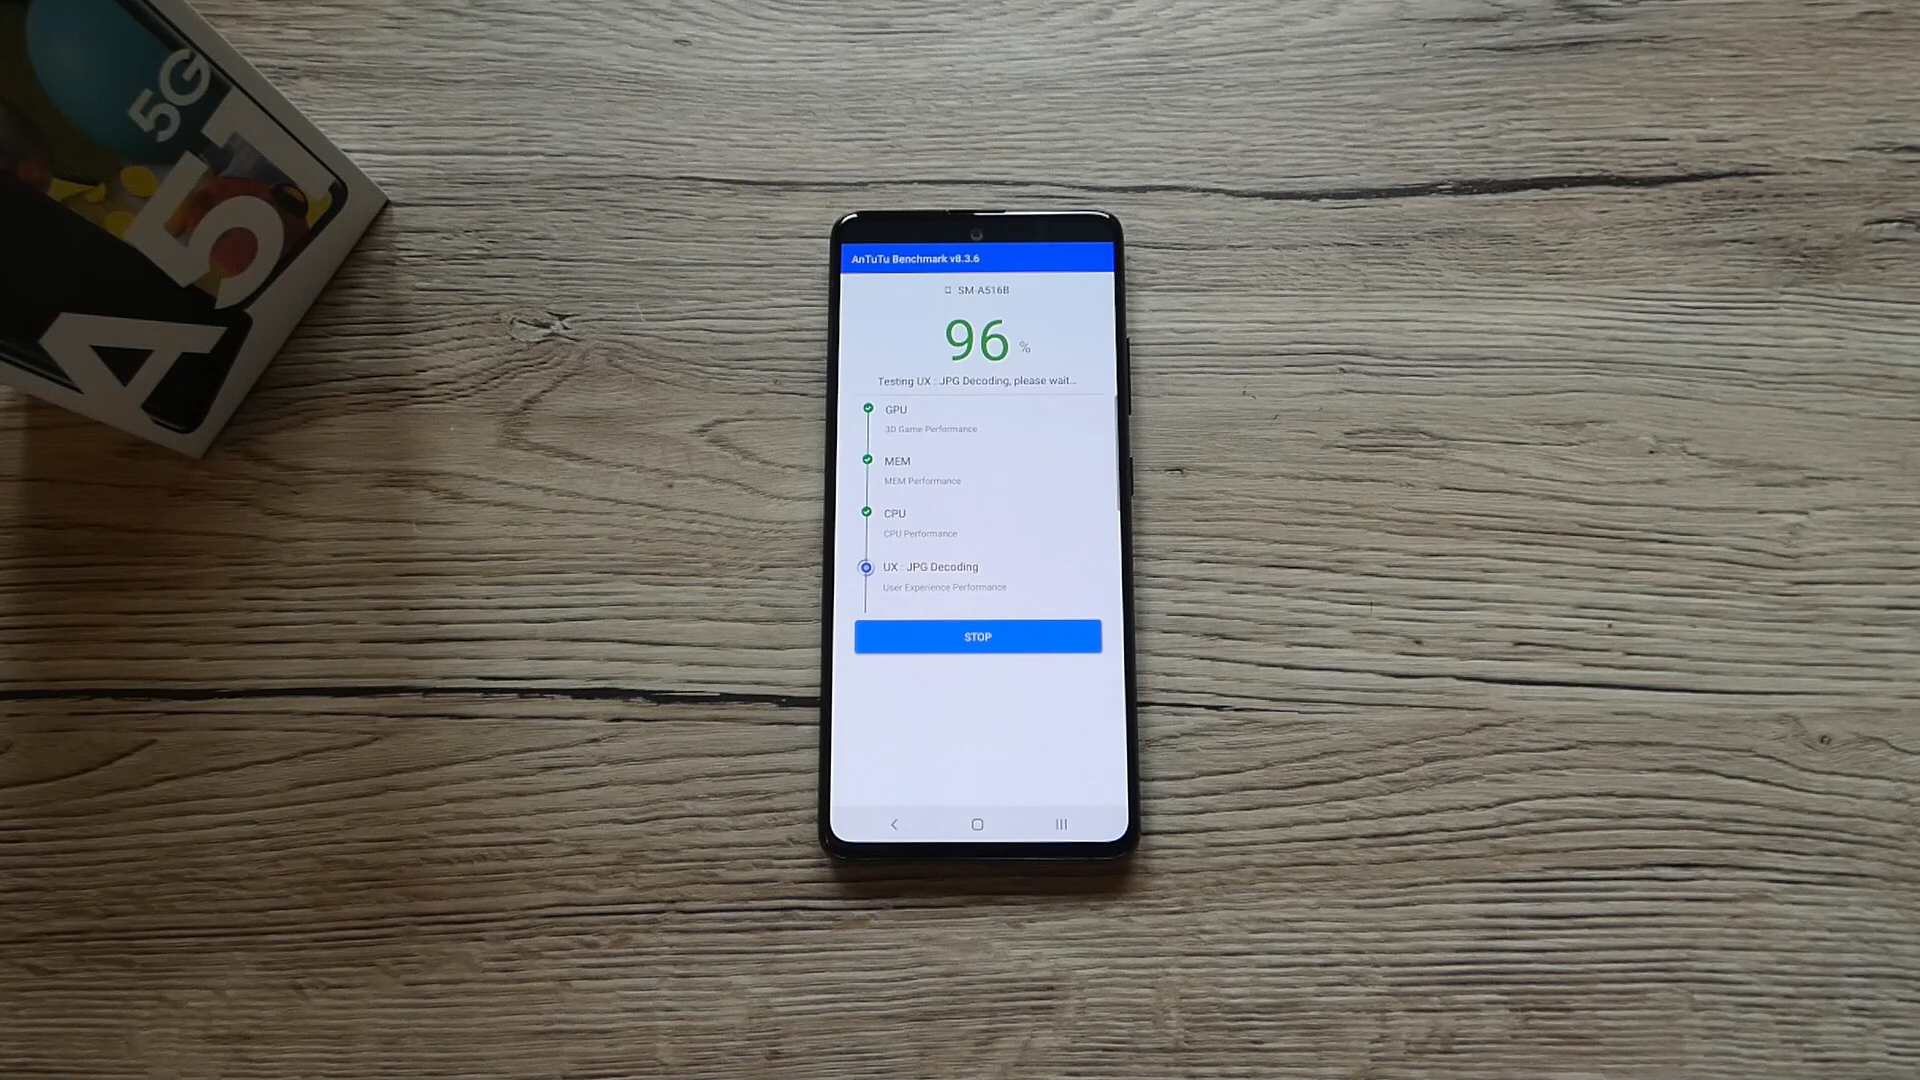 A51
5G
AnTuTu Benchmark v8.3.6
SM-A516B
96 %
Testing UX : JPG Decoding, please wait...
GPU
3D Game Performance
MEM
MEM Performance
CPU
CPU Performance
UX : JPG Decoding
User Experience Performance
STOP